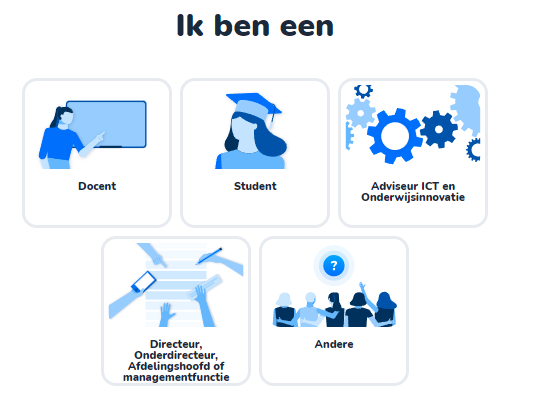 Ik ben een
Docent
Student
Adviseur ICT en
Onderwijsinnovatie
Directeur,
Onderdirecteur,
Afdelingshoofd of
managementfunctie
?
Andere